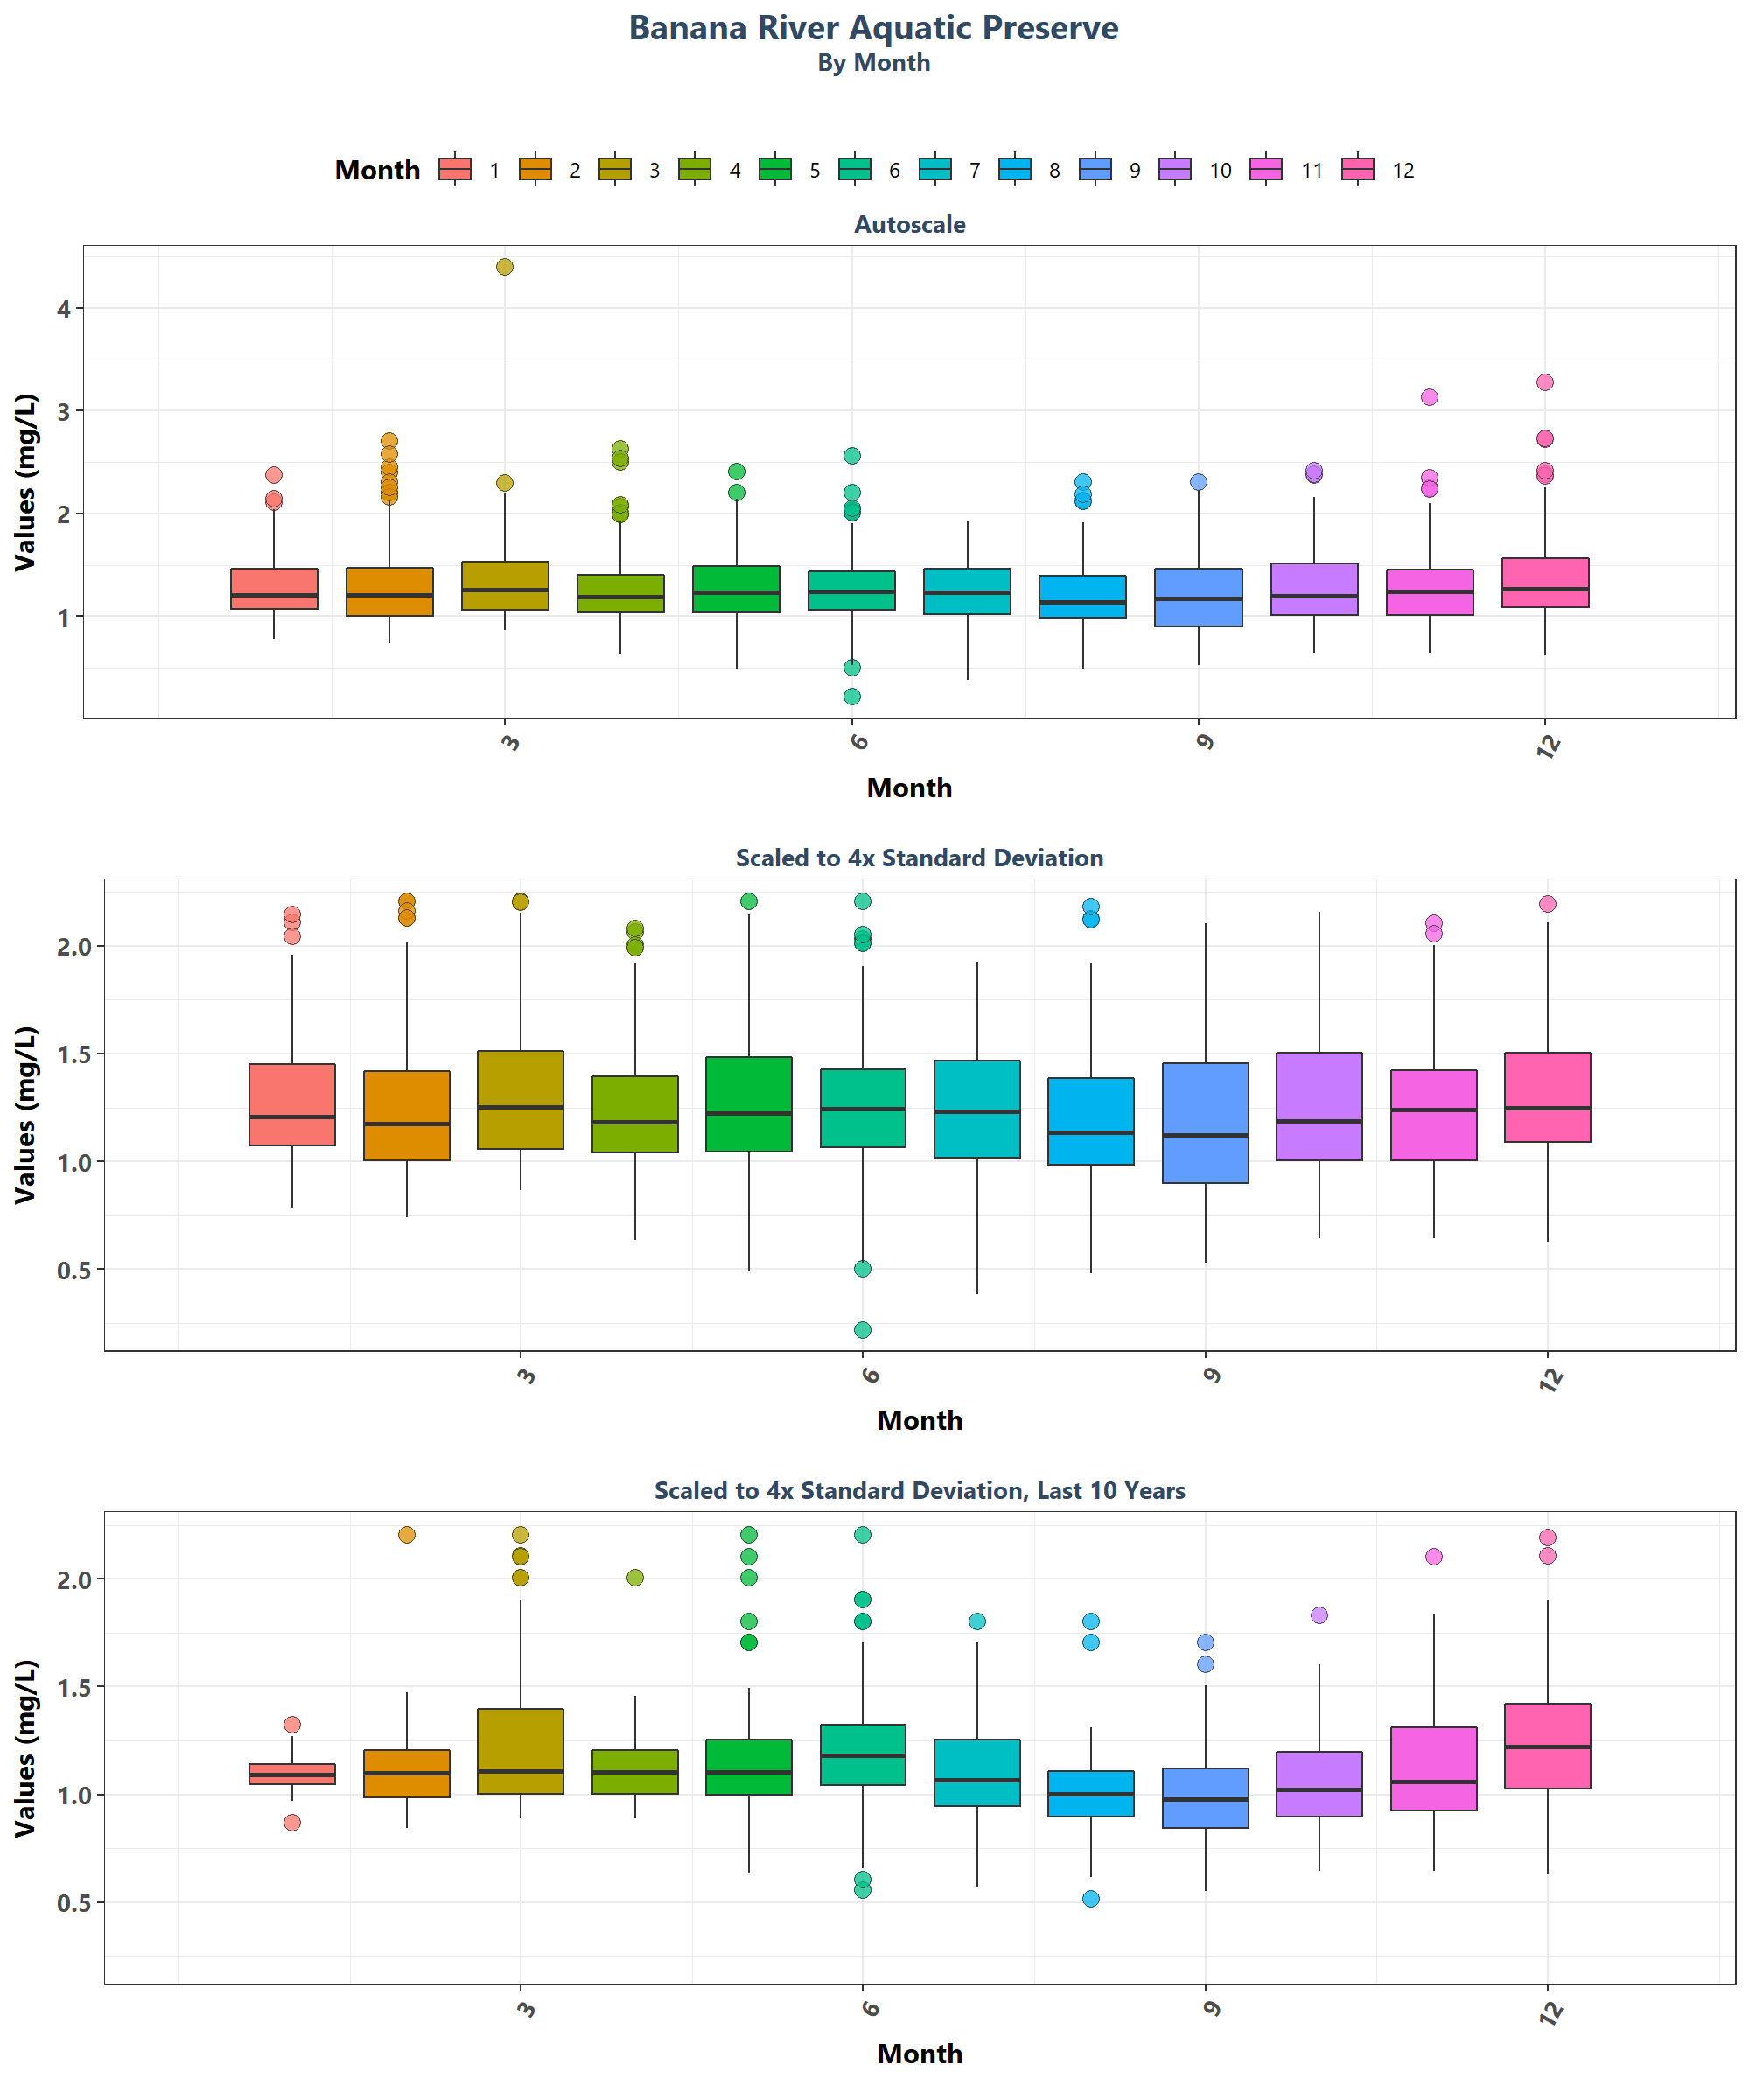 Banana River Aquatic Preserve
By Month
Month 1 2 3 4 5 6 7 8 9 10 11 12
Autoscale
Values (mg/L)
4
3
2
1
3 6 9 12
Month
Scaled to 4x Standard Deviation
Values (mg/L)
2.0
1.5
1.0
0.5
3 6 9 12
Month
Scaled to 4x Standard Deviation, Last 10 Years
Values (mg/L)
2.0
1.5
1.0
0.5
3 6 9 12
Month